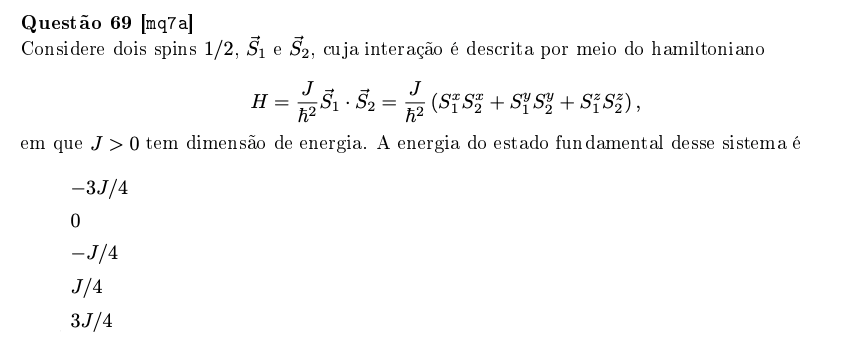 Questão 69 [mq7a]
Considere dois spins 1/2, $\vec{S}_1$ e $\vec{S}_2$, cuja interação é descrita por meio do hamiltoniano
$H = \frac{J}{\hbar^2} \vec{S}_1 \cdot \vec{S}_2 = \frac{J}{\hbar^2} (S_1^x S_2^x + S_1^y S_2^y + S_1^z S_2^z),$
em que $J > 0$ tem dimensão de energia. A energia do estado fundamental desse sistema é
$-3J/4$
0
$-J/4$
$J/4$
$3J/4$